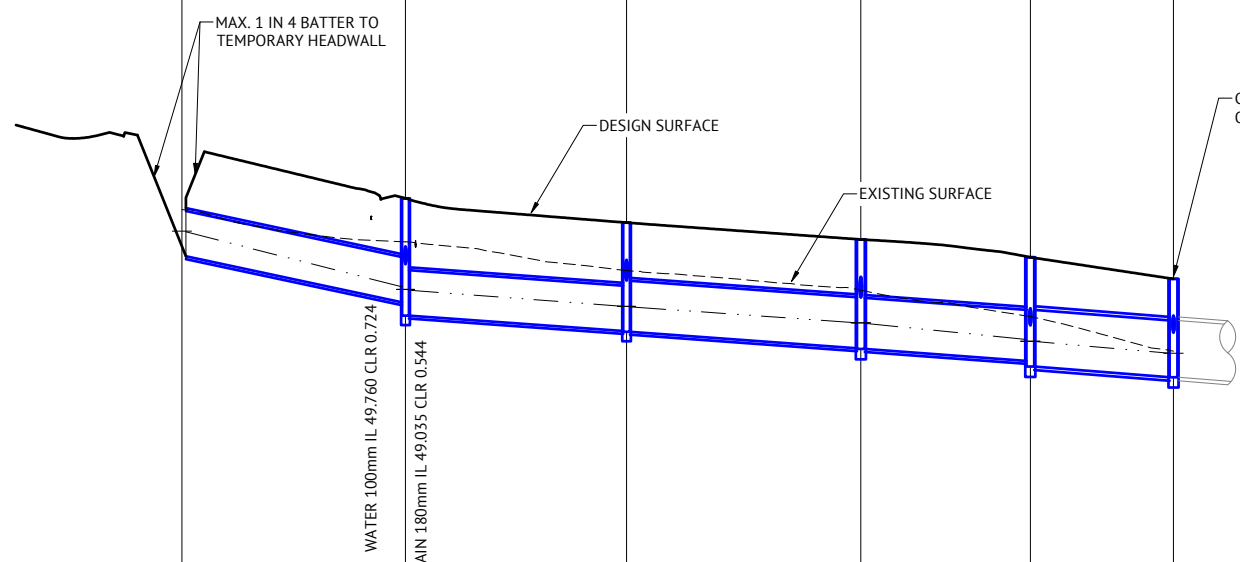 MAX. 1 IN 4 BATTER TO
TEMPORARY HEADWALL
DESIGN SURFACE
EXISTING SURFACE
WATER 100mm IL 49.760 CLR 0.724
180mm IL 49.035 CLR 0.544